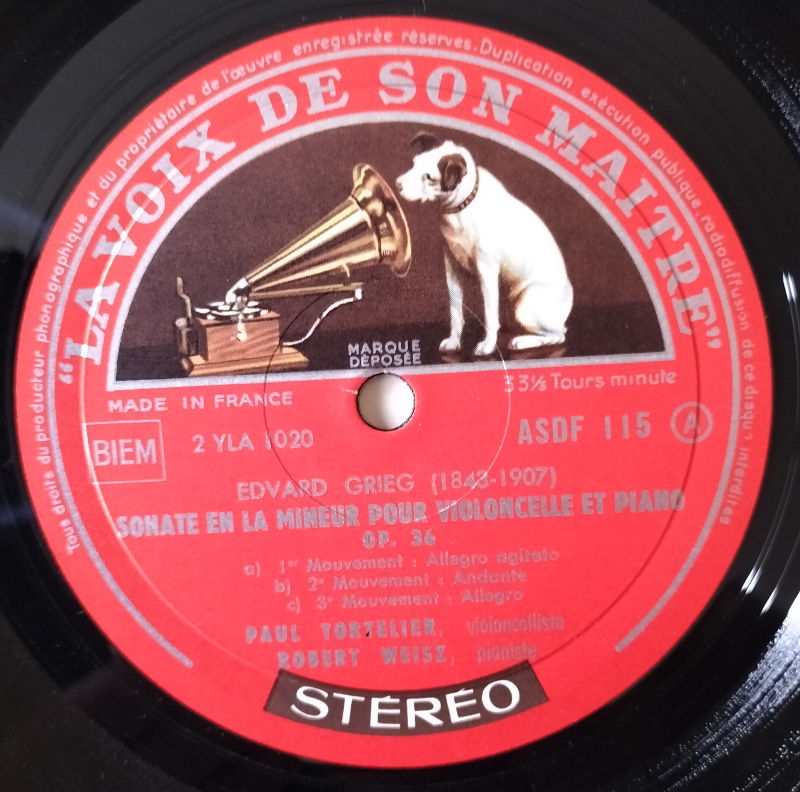 Tous droits du producteur phonographique et du propriétaire de l'œuvre enregistrée réservés. Duplication, exécution publique, radiodiffusion de ce disque interdites
"LA VOIX DE SON MAITRE"
MARQUE
DÉPOSÉE
MADE IN FRANCE
33⅓ Tours minute
BIEM
2 YLA 1020
ASDF 115 A
EDVARD GRIEG (1843-1907)
SONATE EN LA MINEUR POUR VIOLONCELLE ET PIANO
OP. 36
a) 1er Mouvement : Allegro agitato
b) 2e Mouvement : Andante
c) 3e Mouvement : Allegro
PAUL TORTELIER, violoncelliste
ROBERT WEISZ, pianiste
STÉRÉO